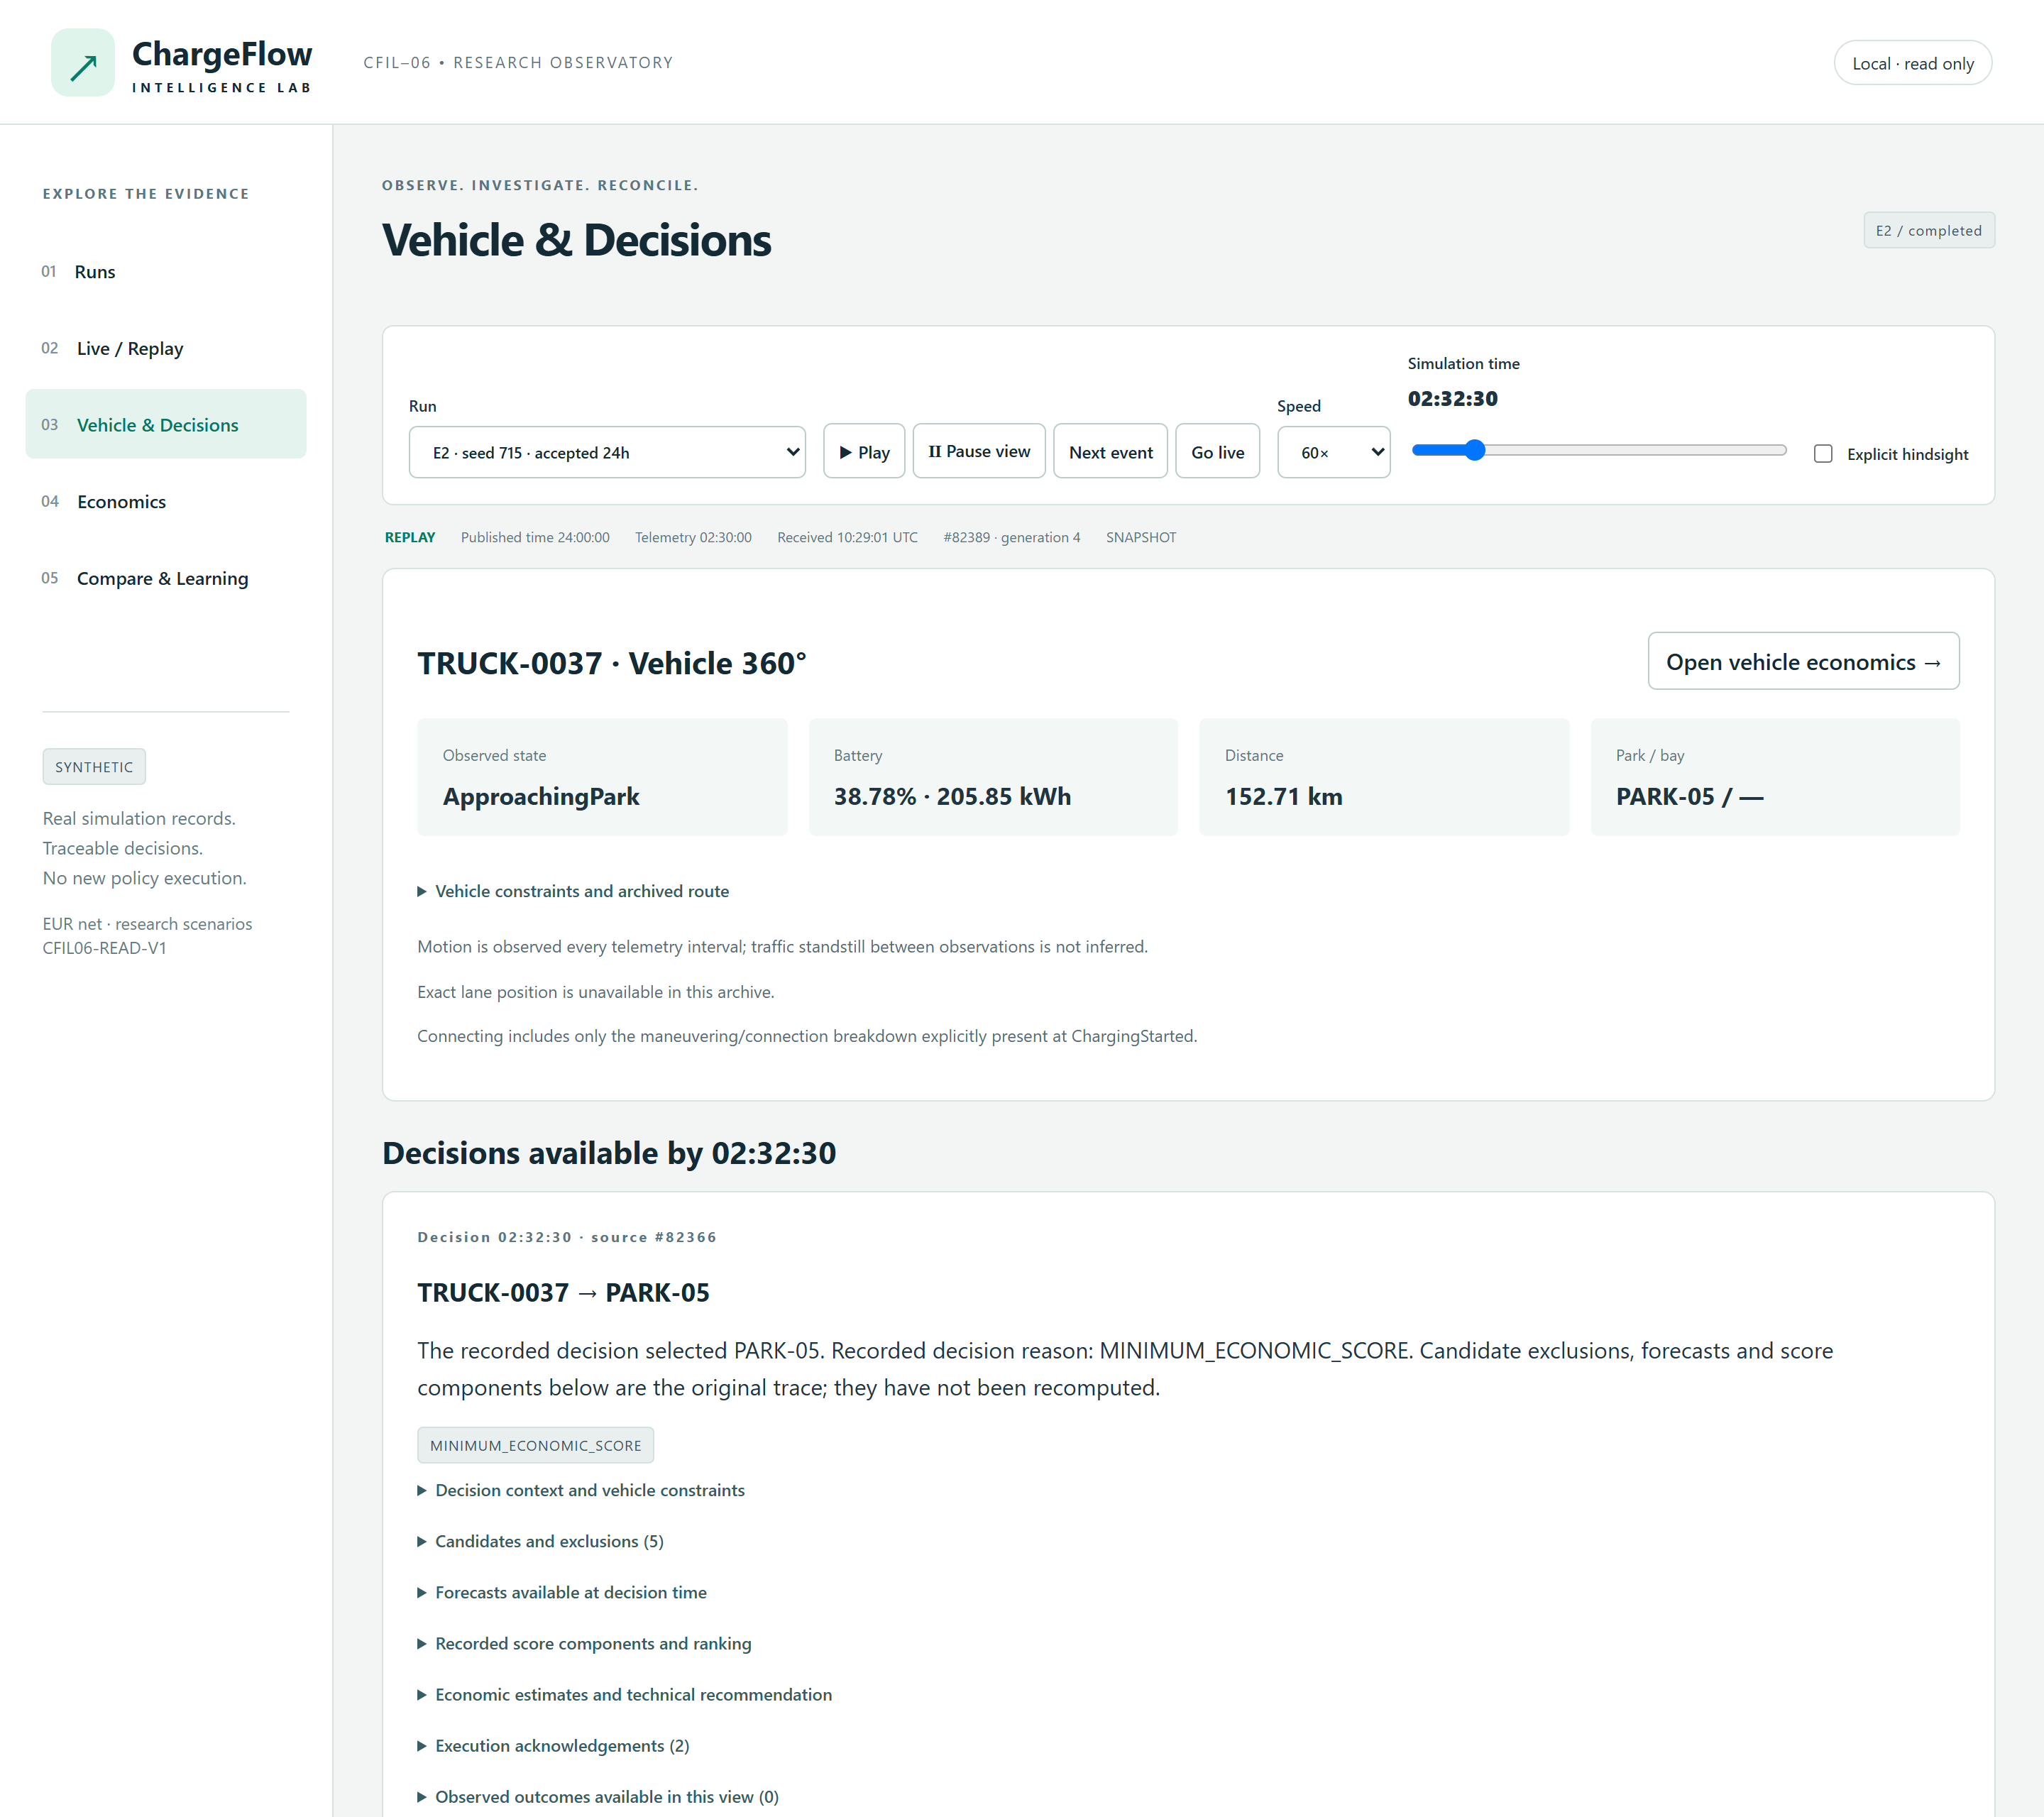 ChargeFlow
INTELLIGENCE LAB
CFIL–06 • RESEARCH OBSERVATORY
Local · read only
EXPLORE THE EVIDENCE
01 Runs
02 Live / Replay
03 Vehicle & Decisions
04 Economics
05 Compare & Learning
SYNTHETIC
Real simulation records.
Traceable decisions.
No new policy execution.
EUR net · research scenarios
CFIL06-READ-V1
OBSERVE. INVESTIGATE. RECONCILE.
Vehicle & Decisions
E2 / completed
Run
E2 · seed 715 · accepted 24h
▶ Play
II Pause view
Next event
Go live
Speed
60×
Simulation time
02:32:30
Explicit hindsight
REPLAY Published time 24:00:00 Telemetry 02:30:00 Received 10:29:01 UTC #82389 · generation 4 SNAPSHOT
TRUCK-0037 · Vehicle 360°
Open vehicle economics →
Observed state
ApproachingPark
Battery
38.78% · 205.85 kWh
Distance
152.71 km
Park / bay
PARK-05 / —
▶ Vehicle constraints and archived route
Motion is observed every telemetry interval; traffic standstill between observations is not inferred.
Exact lane position is unavailable in this archive.
Connecting includes only the maneuvering/connection breakdown explicitly present at ChargingStarted.
Decisions available by 02:32:30
Decision 02:32:30 · source #82366
TRUCK-0037 → PARK-05
The recorded decision selected PARK-05. Recorded decision reason: MINIMUM_ECONOMIC_SCORE. Candidate exclusions, forecasts and score
components below are the original trace; they have not been recomputed.
MINIMUM_ECONOMIC_SCORE
▶ Decision context and vehicle constraints
▶ Candidates and exclusions (5)
▶ Forecasts available at decision time
▶ Recorded score components and ranking
▶ Economic estimates and technical recommendation
▶ Execution acknowledgements (2)
▶ Observed outcomes available in this view (0)